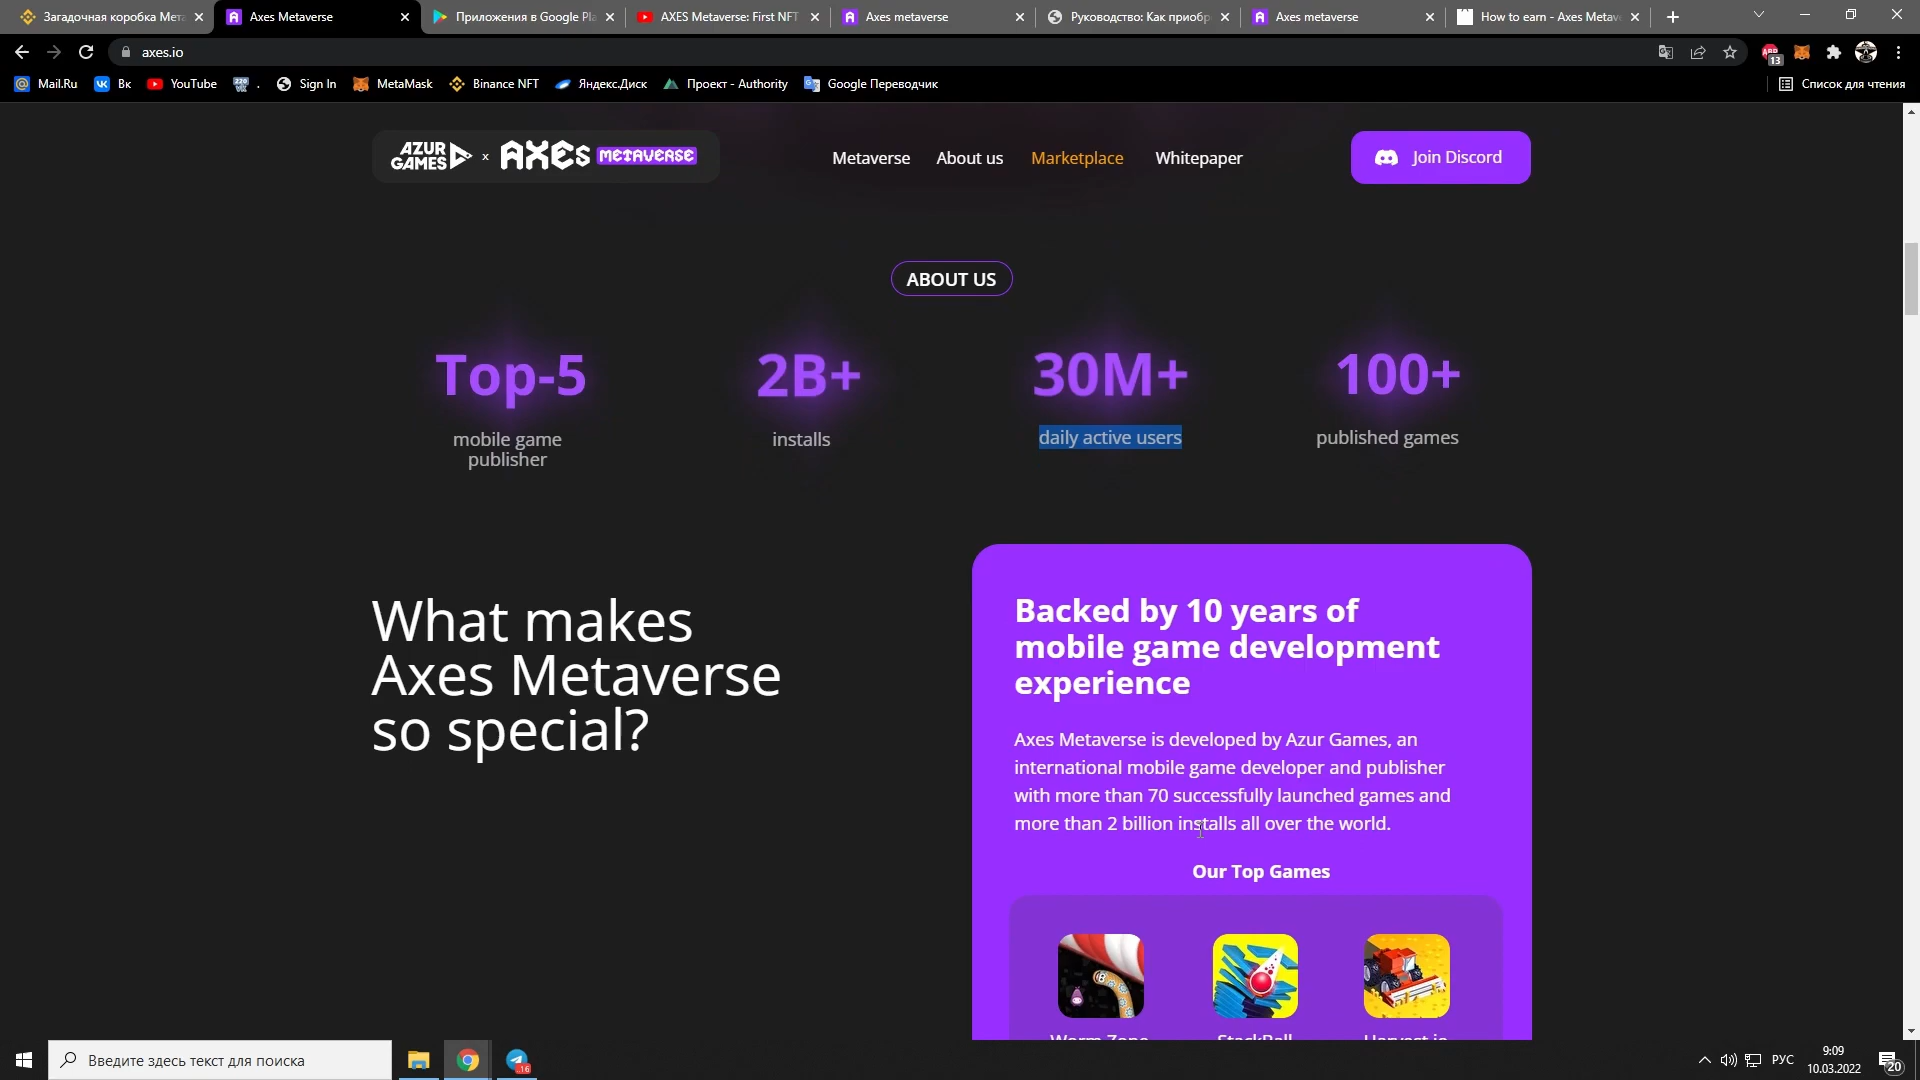 Загадочная коробка Мета
Axes Metaverse
Приложения в Google Pla
AXES Metaverse: First NFT
Axes metaverse
Руководство: Как приобр
Axes metaverse
How to earn - Axes Metav
axes.io
13
Mail.Ru
Вк
YouTube
.
Sign In
MetaMask
Binance NFT
Яндекс.Диск
Проект - Authority
Google Переводчик
Список для чтения
AZUR GAMES x AXES METAVERSE
Metaverse
About us
Marketplace
Whitepaper
Join Discord
ABOUT US
Top-5
2B+
30M+
100+
mobile game
publisher
installs
daily active users
published games
What makes
Axes Metaverse
so special?
Backed by 10 years of
mobile game development
experience
Axes Metaverse is developed by Azur Games, an
international mobile game developer and publisher
with more than 70 successfully launched games and
more than 2 billion installs all over the world.
Our Top Games
Worm Zone
StackBall
Harvest.io
Введите здесь текст для поиска
16
РУС
9:09
10.03.2022
20